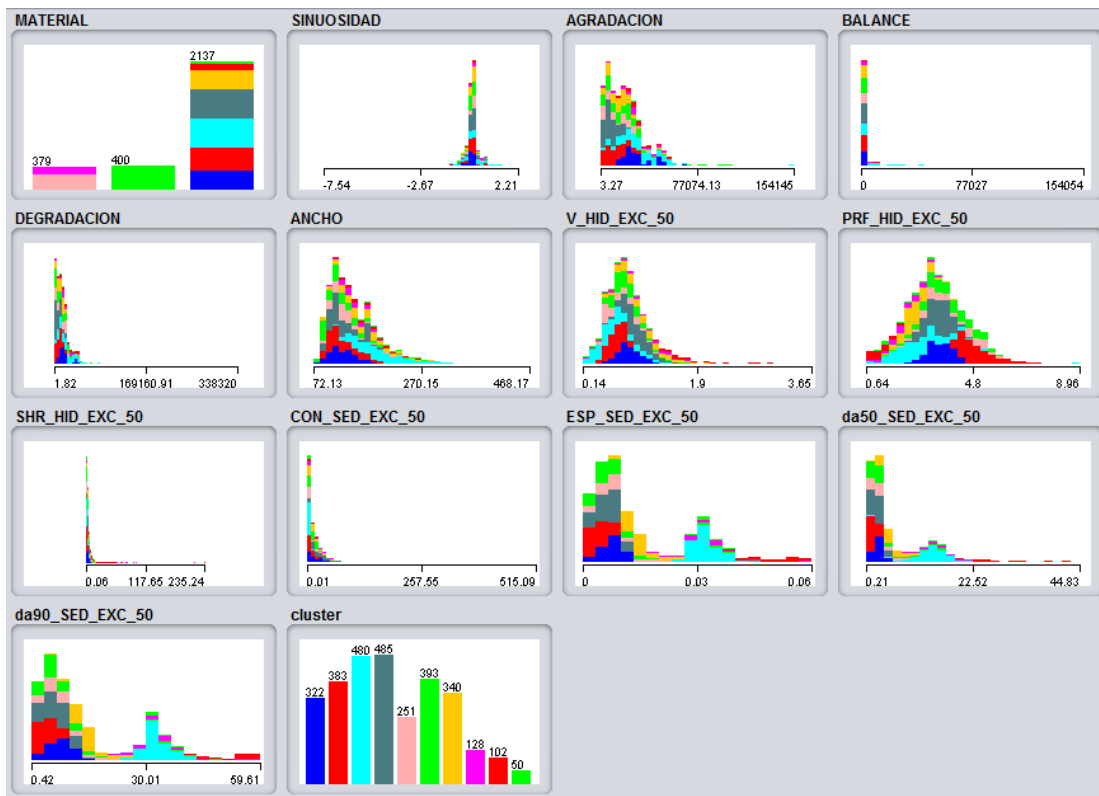 MATERIAL
379
400
2137
SINUOSIDAD
-7.54 -2.67 2.21
AGRADACION
3.27 77074.13 154145
BALANCE
0 77027 154054
DEGRADACION
1.82 169160.91 338320
ANCHO
72.13 270.15 468.17
V_HID_EXC_50
0.14 1.9 3.65
PRF_HID_EXC_50
0.64 4.8 8.96
SHR_HID_EXC_50
0.06 117.65 235.24
CON_SED_EXC_50
0.01 257.55 515.09
ESP_SED_EXC_50
0 0.03 0.06
da50_SED_EXC_50
0.21 22.52 44.83
da90_SED_EXC_50
0.42 30.01 59.61
cluster
322
383
480
485
251
393
340
128
102
50